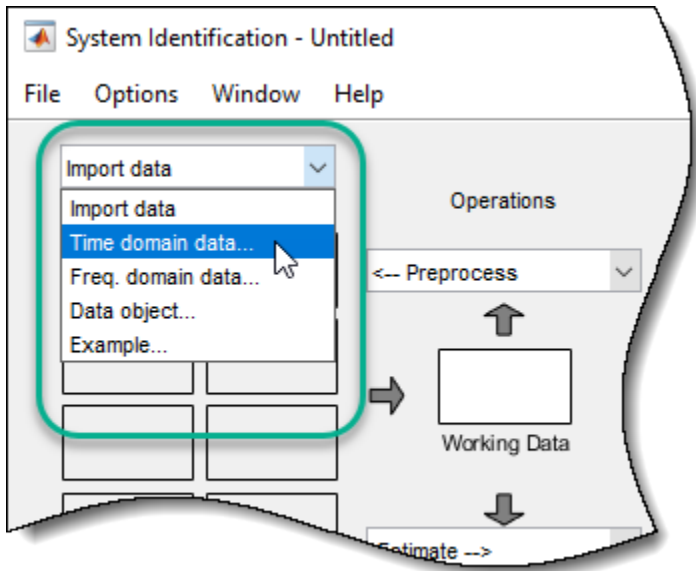 System Identification - Untitled
File Options Window Help
Import data
Import data
Time domain data...
Freq. domain data...
Data object...
Example...
Operations
<-- Preprocess
Working Data
Estimate -->